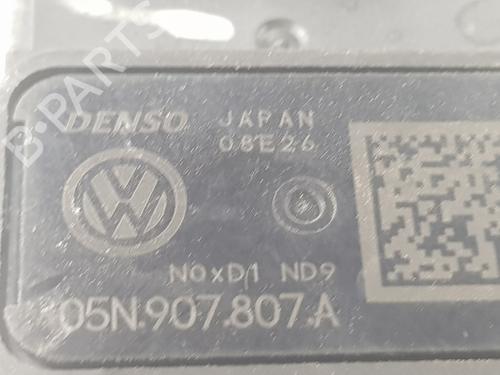 B-PARTS
DENSO JAPAN
08E26
NOxD1 ND9
05N.907.807.A